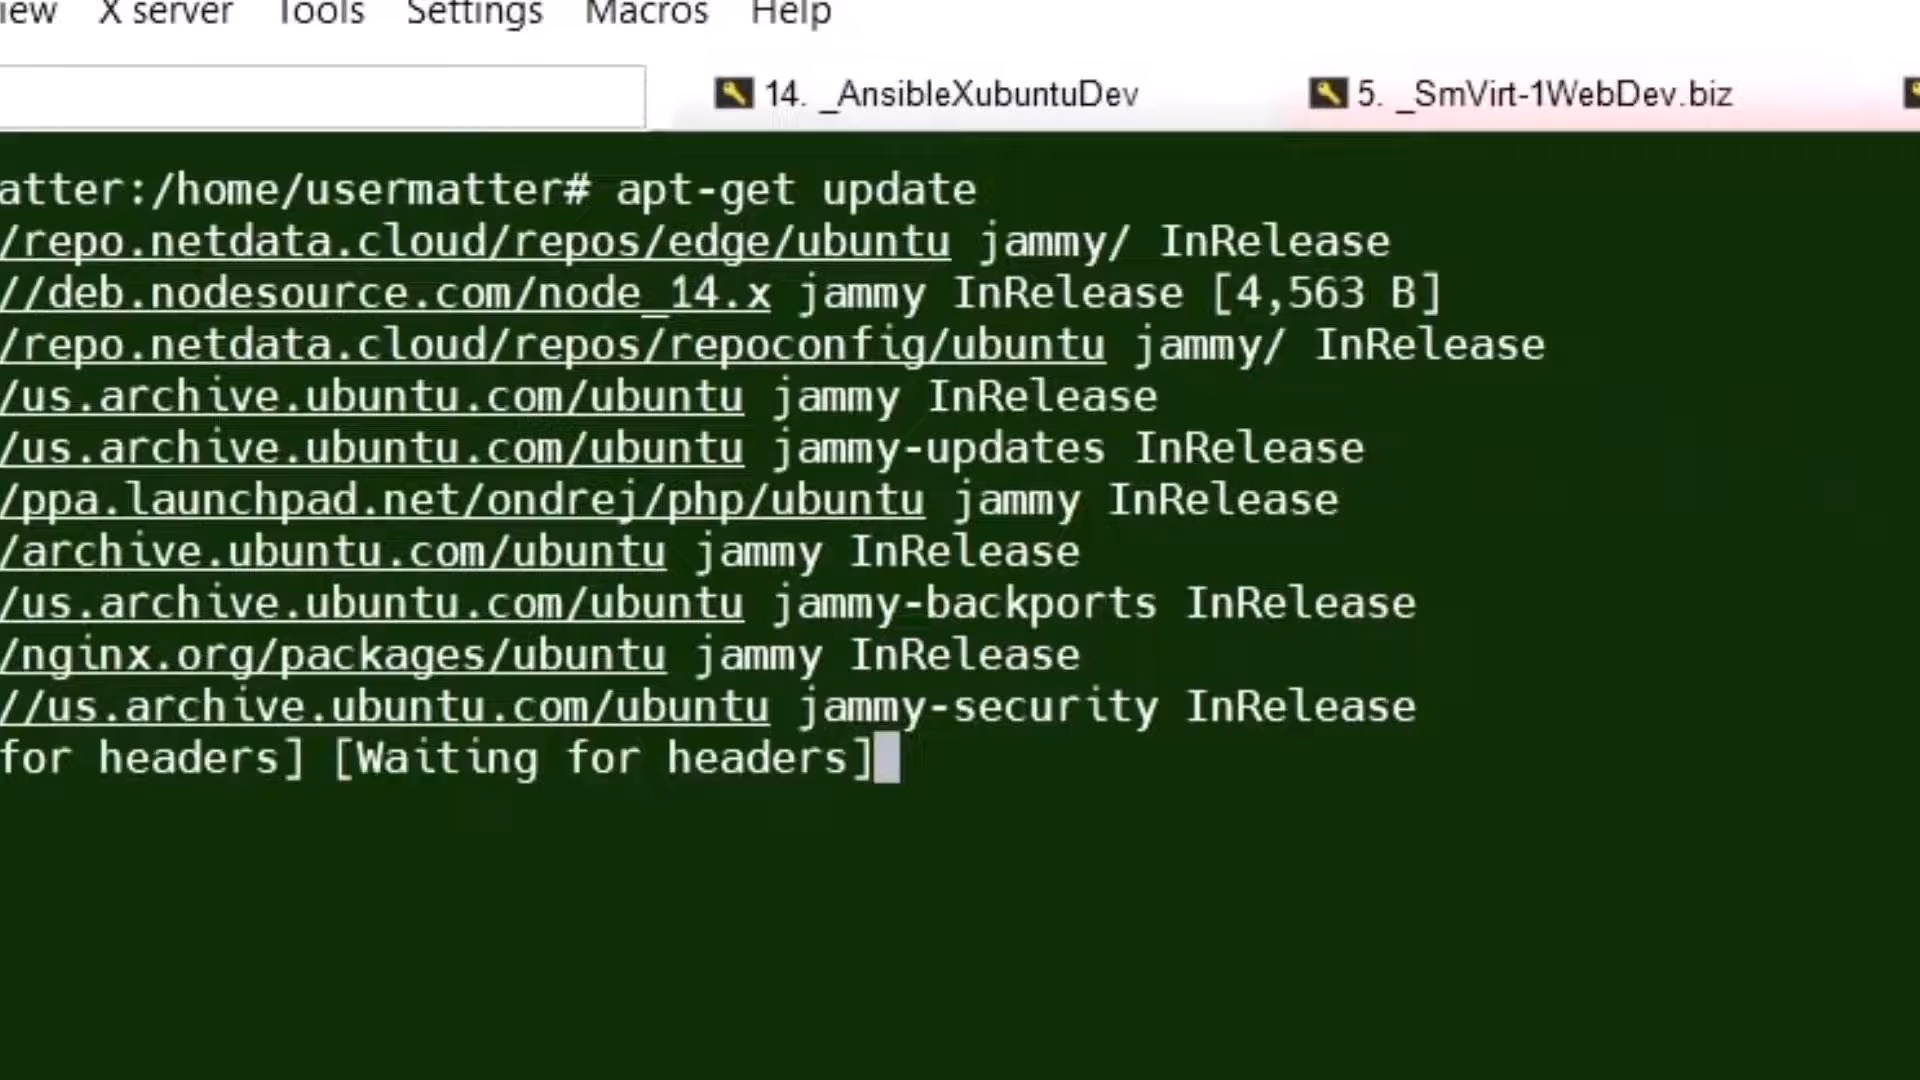 X server Tools Settings Macros Help
14. _AnsibleXubuntuDev 5. _SmVirt-1WebDev.biz
atter:/home/usermatter# apt-get update
/repo.netdata.cloud/repos/edge/ubuntu jammy/ InRelease
//deb.nodesource.com/node_14.x jammy InRelease [4,563 B]
/repo.netdata.cloud/repos/repoconfig/ubuntu jammy/ InRelease
/us.archive.ubuntu.com/ubuntu jammy InRelease
/us.archive.ubuntu.com/ubuntu jammy-updates InRelease
/ppa.launchpad.net/ondrej/php/ubuntu jammy InRelease
/archive.ubuntu.com/ubuntu jammy InRelease
/us.archive.ubuntu.com/ubuntu jammy-backports InRelease
/nginx.org/packages/ubuntu jammy InRelease
//us.archive.ubuntu.com/ubuntu jammy-security InRelease
for headers] [Waiting for headers]